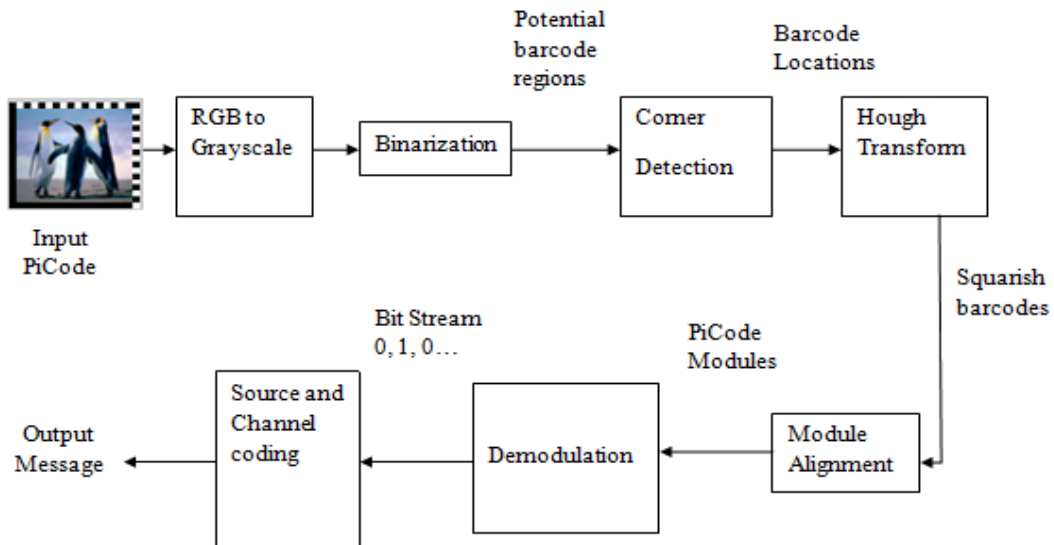 Potential
barcode
regions
Barcode
Locations
RGB to
Grayscale
Binarization
Corner
Detection
Hough
Transform
Input
PiCode
Squarish
barcodes
Bit Stream
0, 1, 0...
PiCode
Modules
Source and
Channel
coding
Output
Message
Demodulation
Module
Alignment